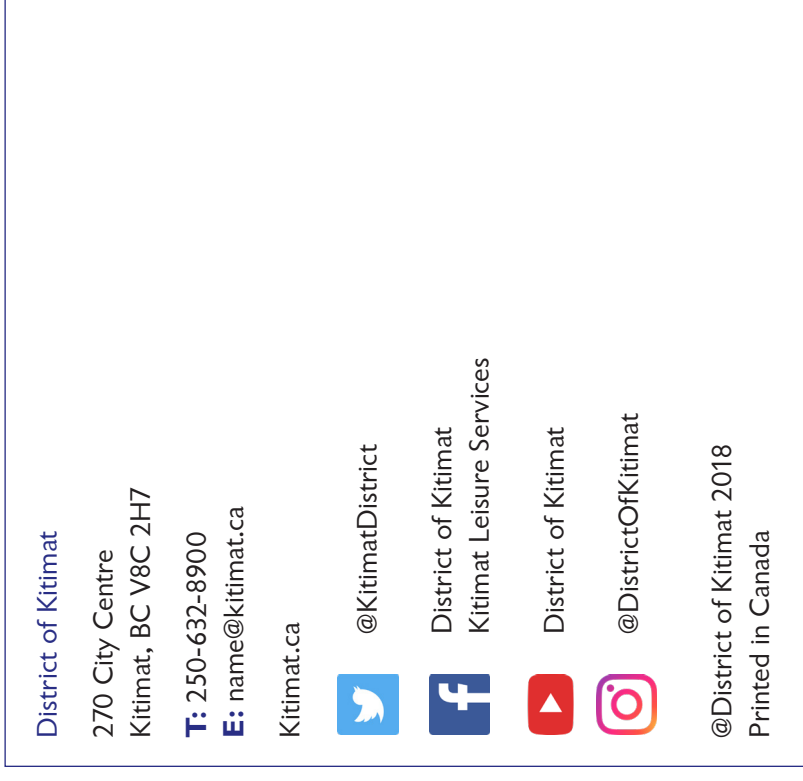 District of Kitimat
270 City Centre
Kitimat, BC V8C 2H7
T: 250-632-8900
E: name@kitimat.ca
Kitimat.ca
@KitimatDistrict
District of Kitimat
Kitimat Leisure Services
District of Kitimat
@DistrictOfKitimat
@District of Kitimat 2018
Printed in Canada